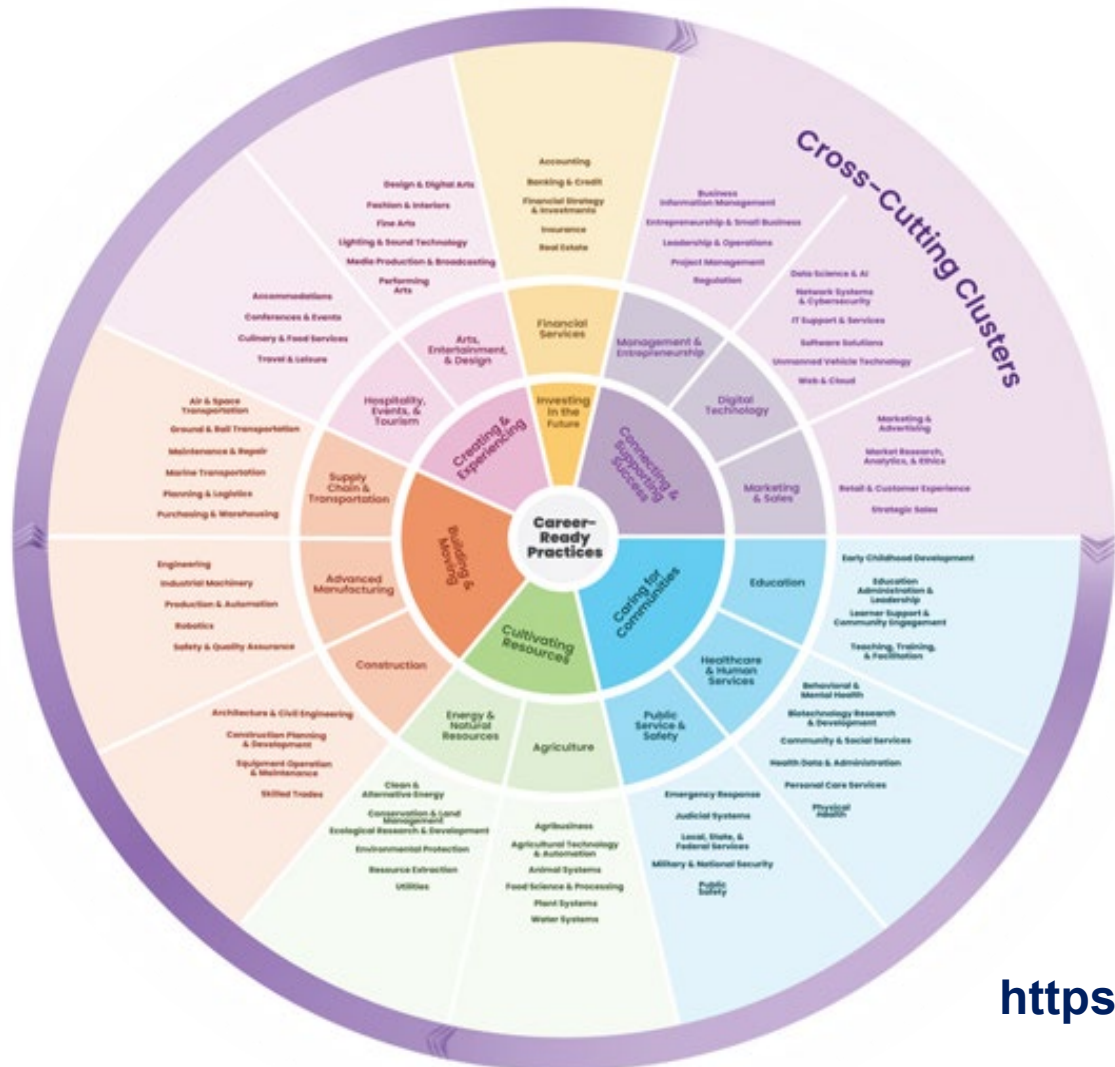 Cross-Cutting Clusters
Career-
Ready
Practices
Investing
in the
Future
Financial
Services
Accounting
Banking & Credit
Financial Strategy
& Investments
Insurance
Real Estate
Connecting &
Supporting
Success
Management &
Entrepreneurship
Business
Information Management
Entrepreneurship & Small Business
Leadership & Operations
Project Management
Regulation
Digital
Technology
Data Science & AI
Network Systems
& Cybersecurity
IT Support & Services
Software Solutions
Unmanned Vehicle Technology
Web & Cloud
Marketing
& Sales
Marketing &
Advertising
Market Research,
Analytics, & Ethics
Retail & Customer Experience
Strategic Sales
Caring for
Communities
Education
Early Childhood Development
Education
Administration &
Leadership
Learner Support &
Community Engagement
Teaching, Training,
& Facilitation
Healthcare
& Human
Services
Behavioral &
Mental Health
Biotechnology Research
& Development
Community & Social Services
Health Data & Administration
Personal Care Services
Physical
Health
Public
Service &
Safety
Emergency Response
Judicial Systems
Local, State, &
Federal Services
Military & National Security
Public
Safety
Cultivating
Resources
Agriculture
Agribusiness
Agricultural Technology
& Automation
Animal Systems
Food Science & Processing
Plant Systems
Water Systems
Energy &
Natural
Resources
Clean &
Alternative Energy
Conservation & Land
Management
Ecological Research & Development
Environmental Protection
Resource Extraction
Utilities
Building &
Moving
Construction
Architecture & Civil Engineering
Construction Planning
& Development
Equipment Operation
& Maintenance
Skilled Trades
Advanced
Manufacturing
Engineering
Industrial Machinery
Production & Automation
Robotics
Safety & Quality Assurance
Supply
Chain &
Transportation
Air & Space
Transportation
Ground & Rail Transportation
Maintenance & Repair
Marine Transportation
Planning & Logistics
Purchasing & Warehousing
Creating &
Experiencing
Hospitality,
Events, &
Tourism
Accommodations
Conferences & Events
Culinary & Food Services
Travel & Leisure
Arts,
Entertainment,
& Design
Design & Digital Arts
Fashion & Interiors
Fine Arts
Lighting & Sound Technology
Media Production & Broadcasting
Performing
Arts
https